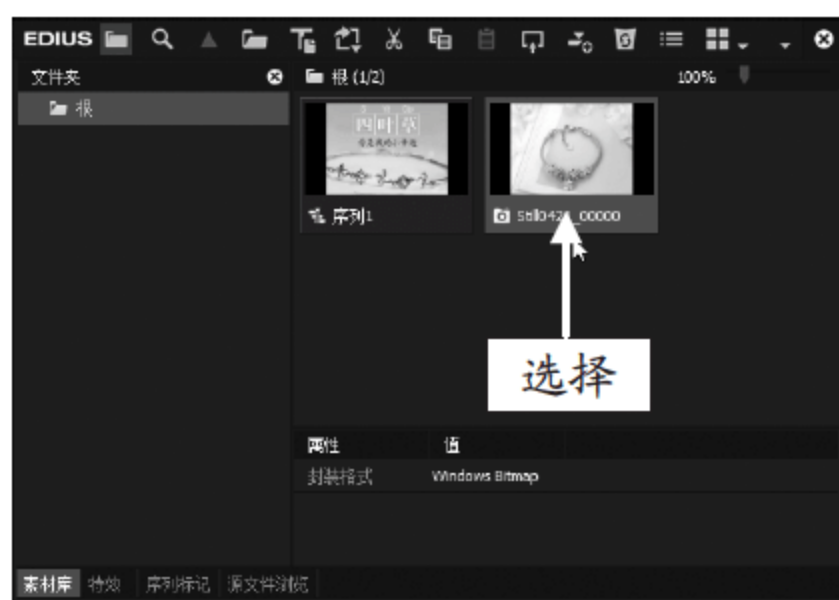 EDIUS
文件夹
根 (1/2)
100%
根
四叶草
序列1
选择
属性
值
封装格式
Windows Bitmap
素材库
特效
序列标记
源文件浏览